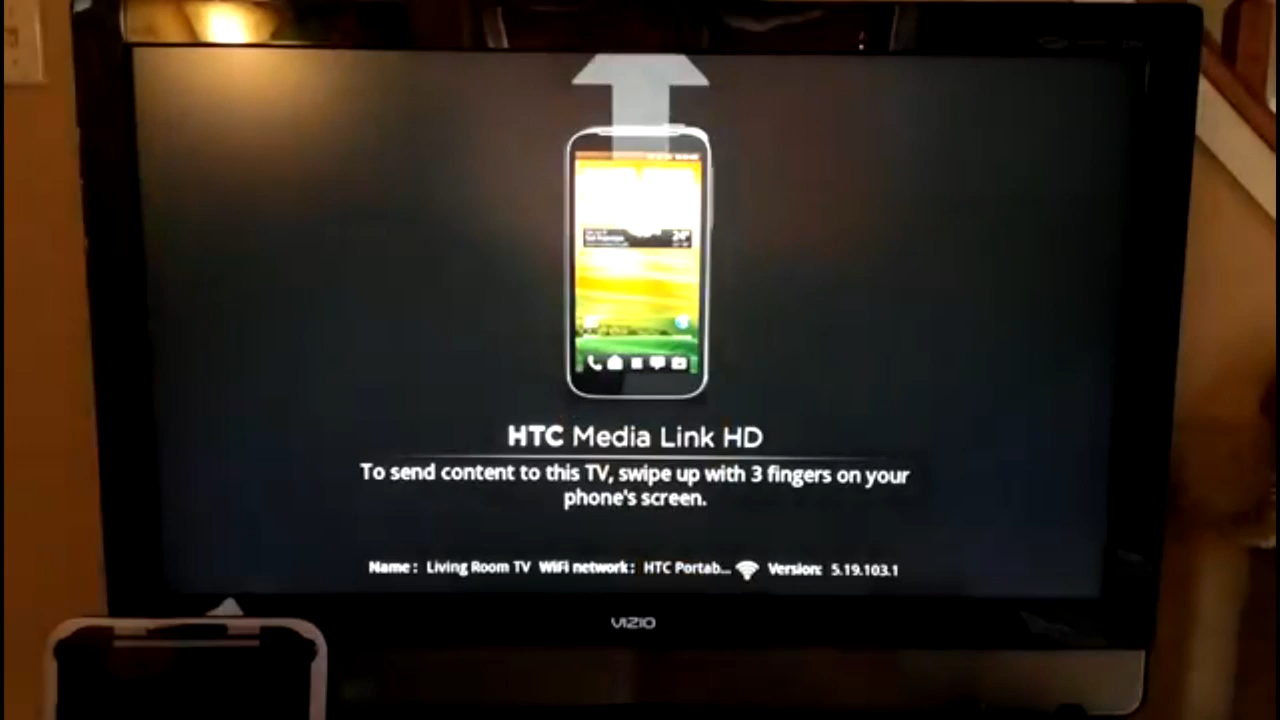 HTC Media Link HD
To send content to this TV, swipe up with 3 fingers on your
phone's screen.
Name: Living Room TV WiFi network: HTC Portab... Version: 5.19.103.1
VIZIO